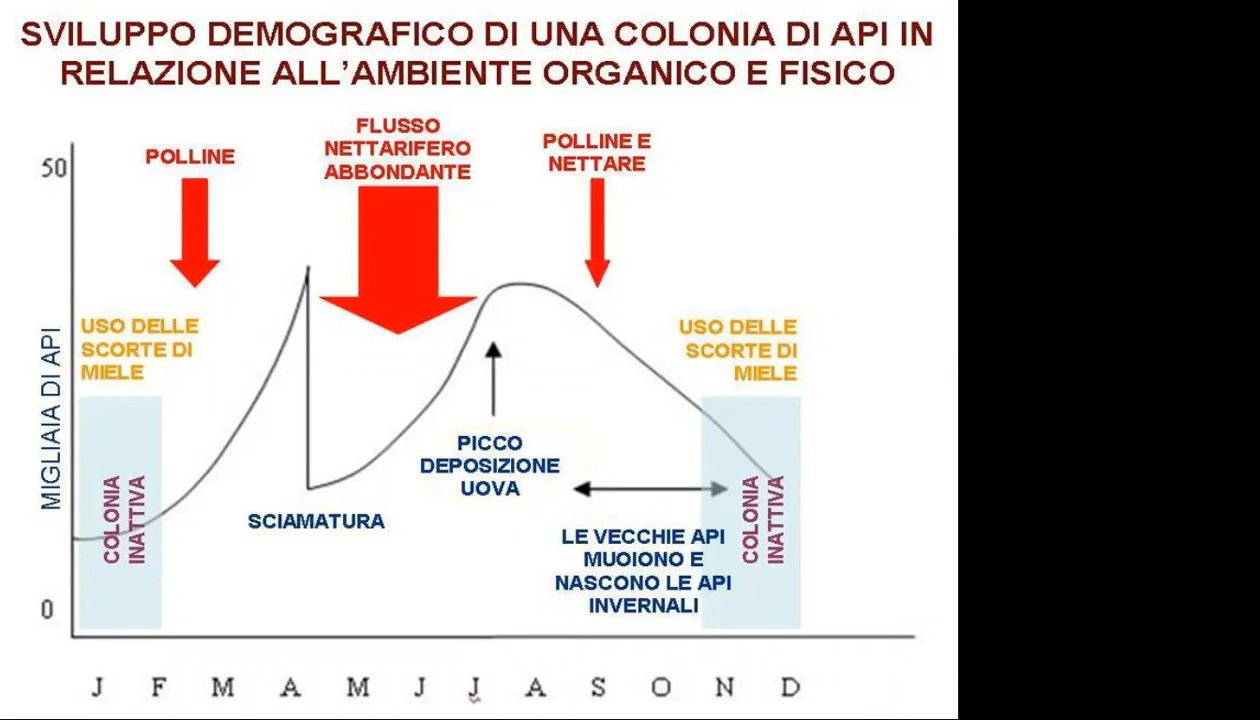 SVILUPPO DEMOGRAFICO DI UNA COLONIA DI API IN
RELAZIONE ALL’AMBIENTE ORGANICO E FISICO
POLLINE
FLUSSO
NETTARIFERO
ABBONDANTE
POLLINE E
NETTARE
50
MIGLIAIA DI API
0
USO DELLE
SCORTE DI
MIELE
USO DELLE
SCORTE DI
MIELE
COLONIA
INATTIVA
SCIAMATURA
PICCO
DEPOSIZIONE
UOVA
LE VECCHIE API
MUOIONO E
NASCONO LE API
INVERNALI
COLONIA
INATTIVA
J F M A M J J A S O N D